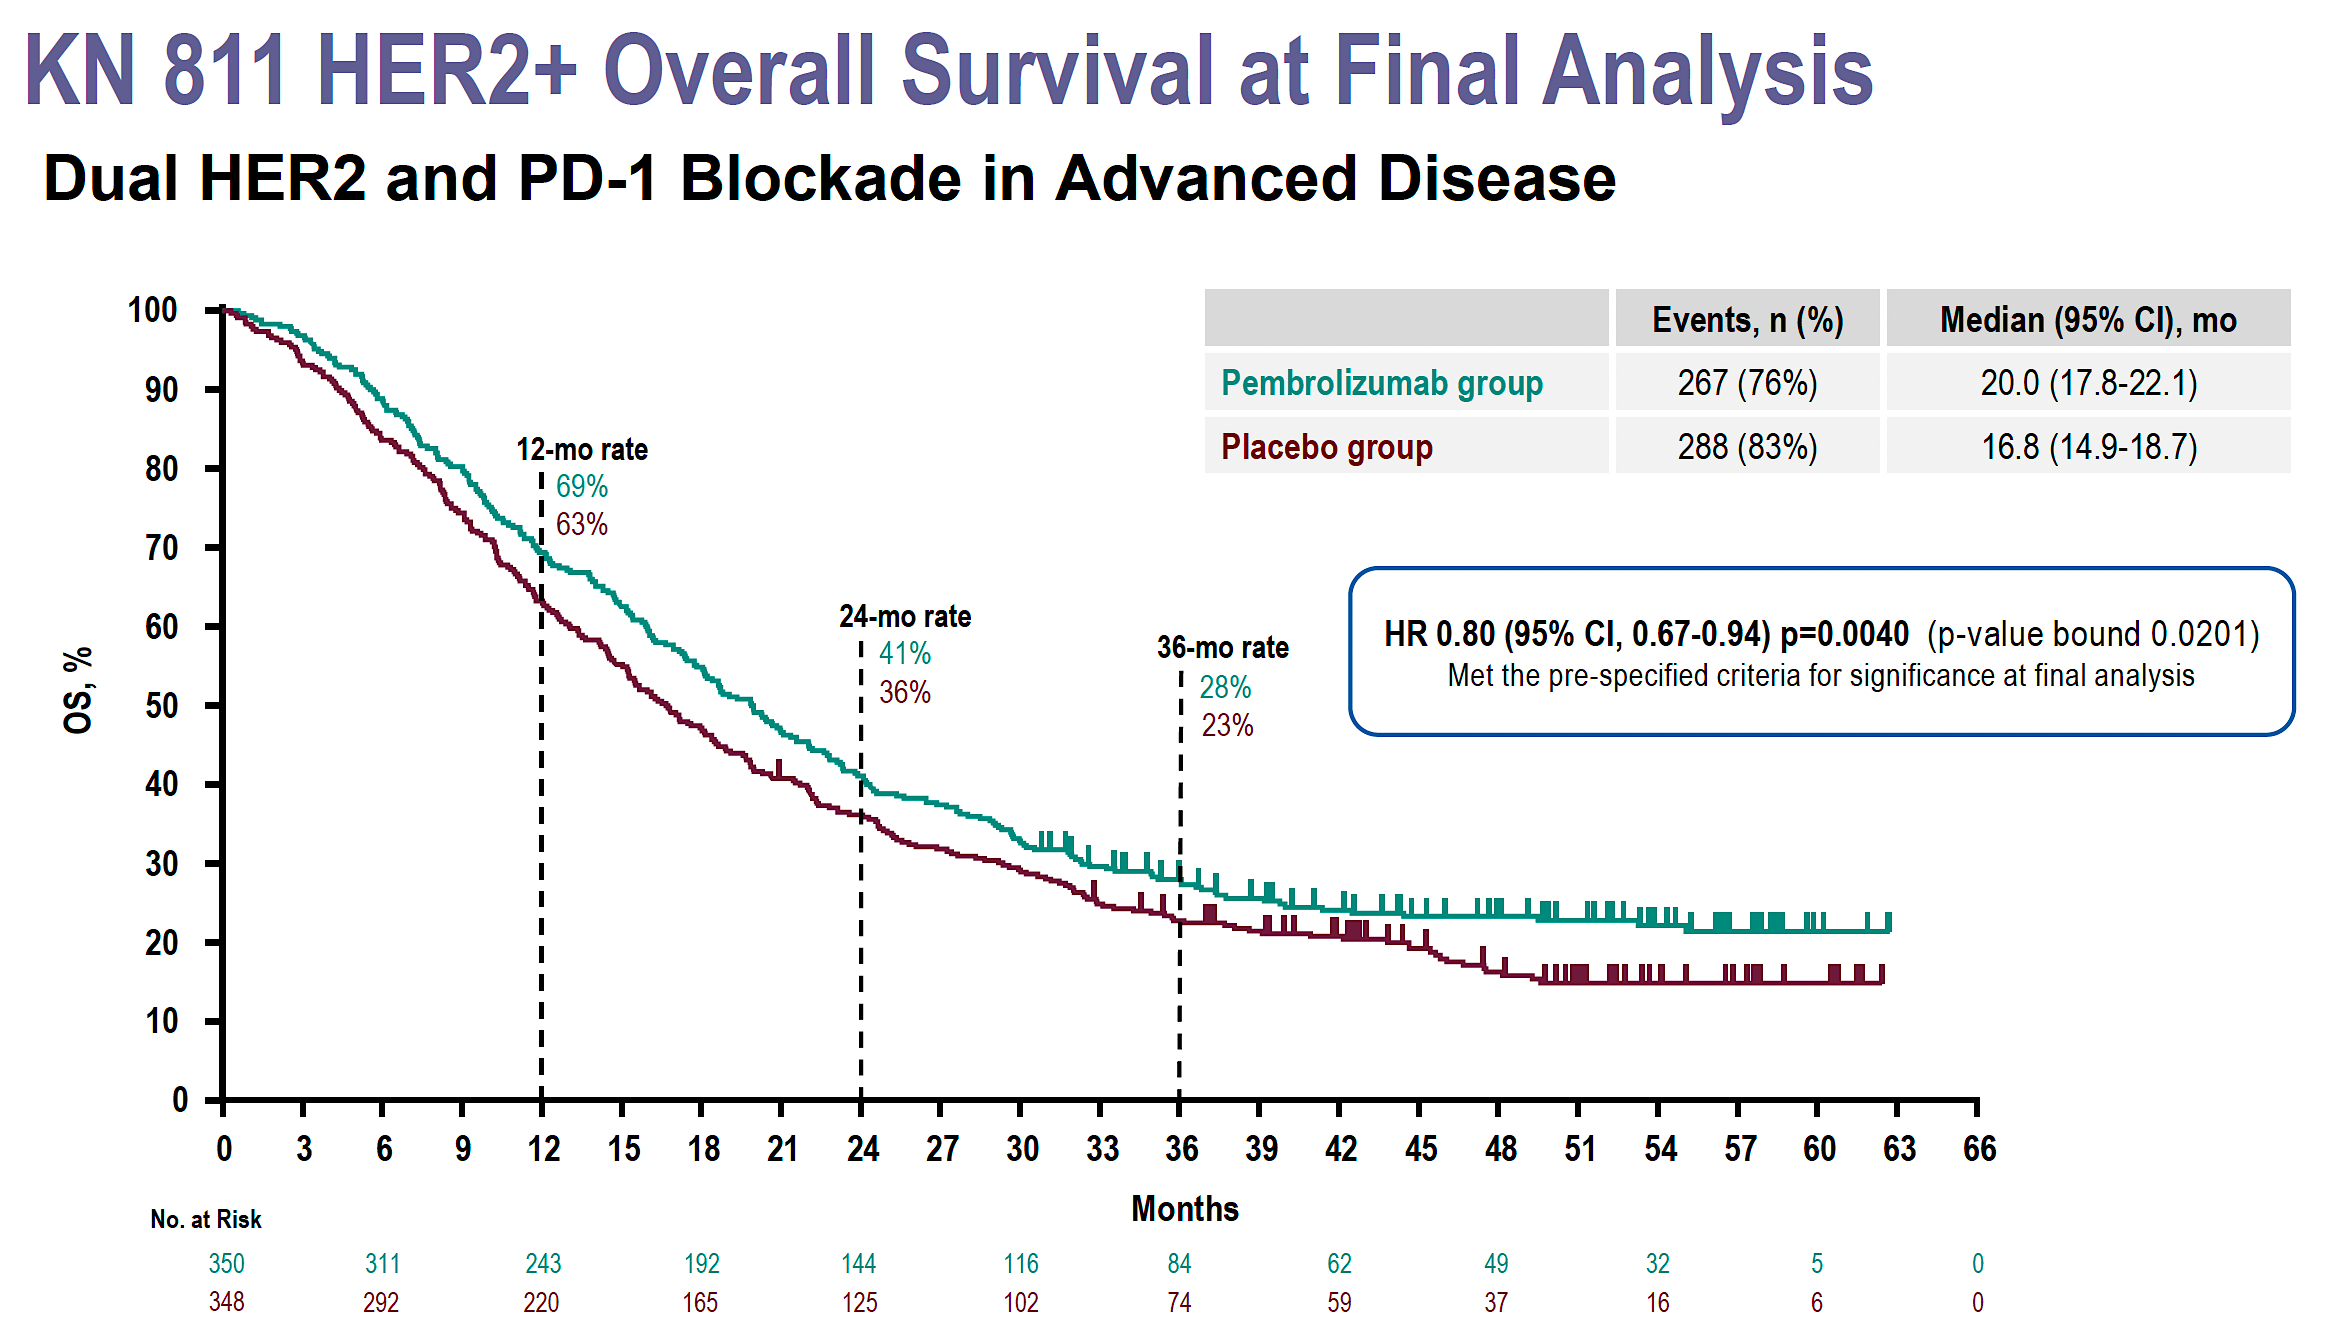 KN 811 HER2+ Overall Survival at Final Analysis
Dual HER2 and PD-1 Blockade in Advanced Disease
Events, n (%) Median (95% CI), mo
Pembrolizumab group 267 (76%) 20.0 (17.8-22.1)
Placebo group 288 (83%) 16.8 (14.9-18.7)
HR 0.80 (95% CI, 0.67-0.94) p=0.0040 (p-value bound 0.0201)
Met the pre-specified criteria for significance at final analysis
12-mo rate
69%
63%
24-mo rate
41%
36%
36-mo rate
28%
23%
OS, %
100
90
80
70
60
50
40
30
20
10
0
0 3 6 9 12 15 18 21 24 27 30 33 36 39 42 45 48 51 54 57 60 63 66
Months
No. at Risk
350 311 243 192 144 116 84 62 49 32 5 0
348 292 220 165 125 102 74 59 37 16 6 0